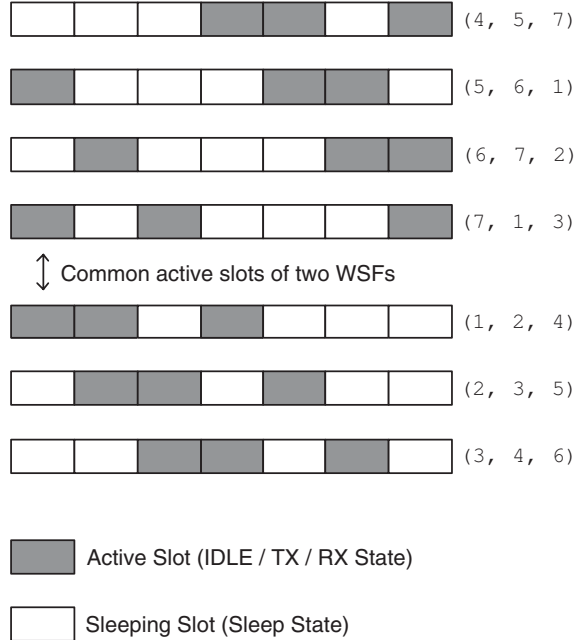 (4, 5, 7)
(5, 6, 1)
(6, 7, 2)
(7, 1, 3)
Common active slots of two WSFs
(1, 2, 4)
(2, 3, 5)
(3, 4, 6)
Active Slot (IDLE / TX / RX State)
Sleeping Slot (Sleep State)